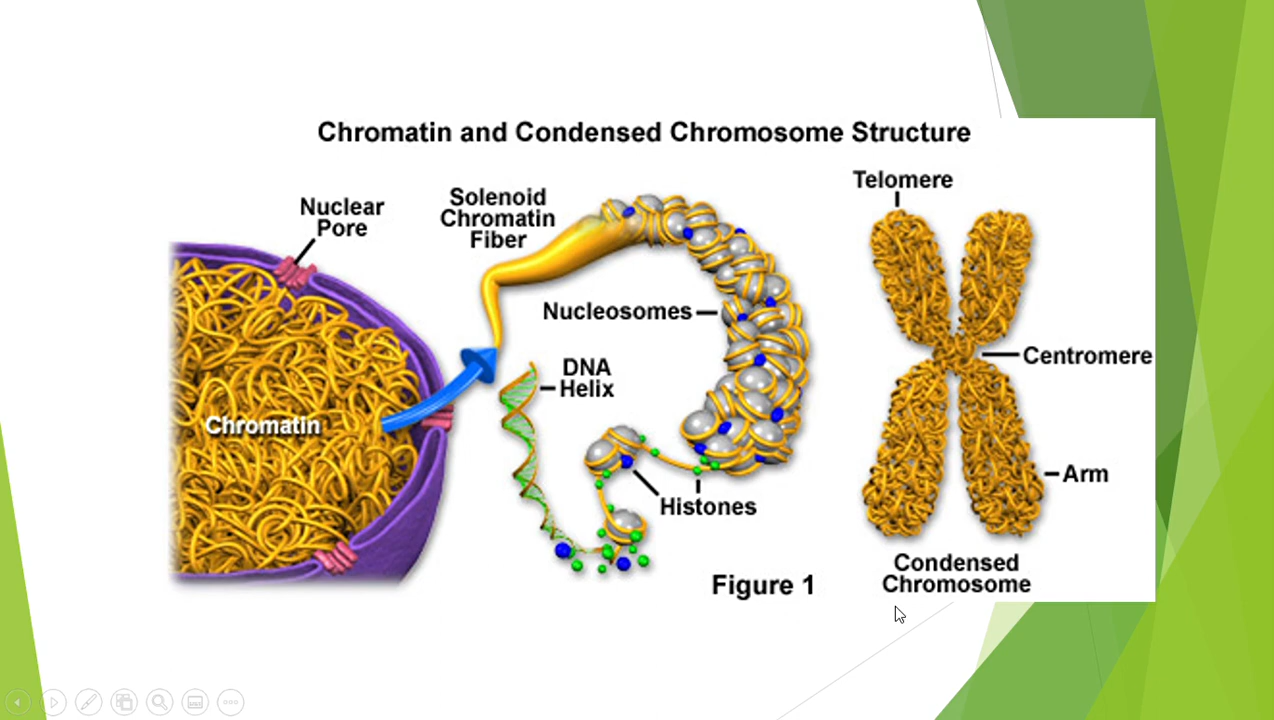 Chromatin and Condensed Chromosome Structure
Telomere
Nuclear
Pore
Solenoid
Chromatin
Fiber
Nucleosomes
Centromere
DNA
Helix
Chromatin
Arm
Histones
Condensed
Chromosome
Figure 1